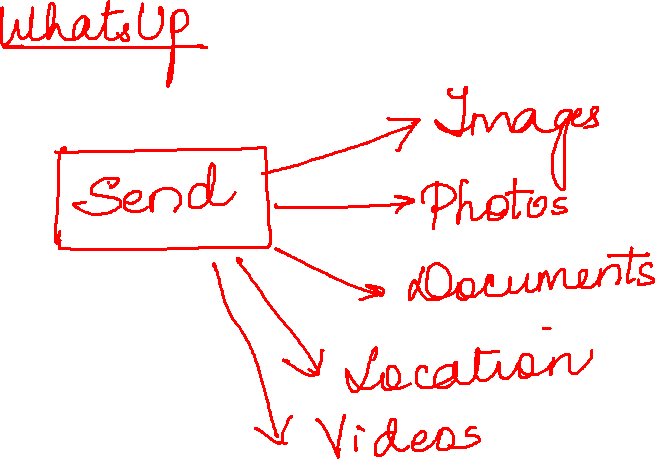 WhatsUp
Images
Send
Photos
Documents
Location
Videos